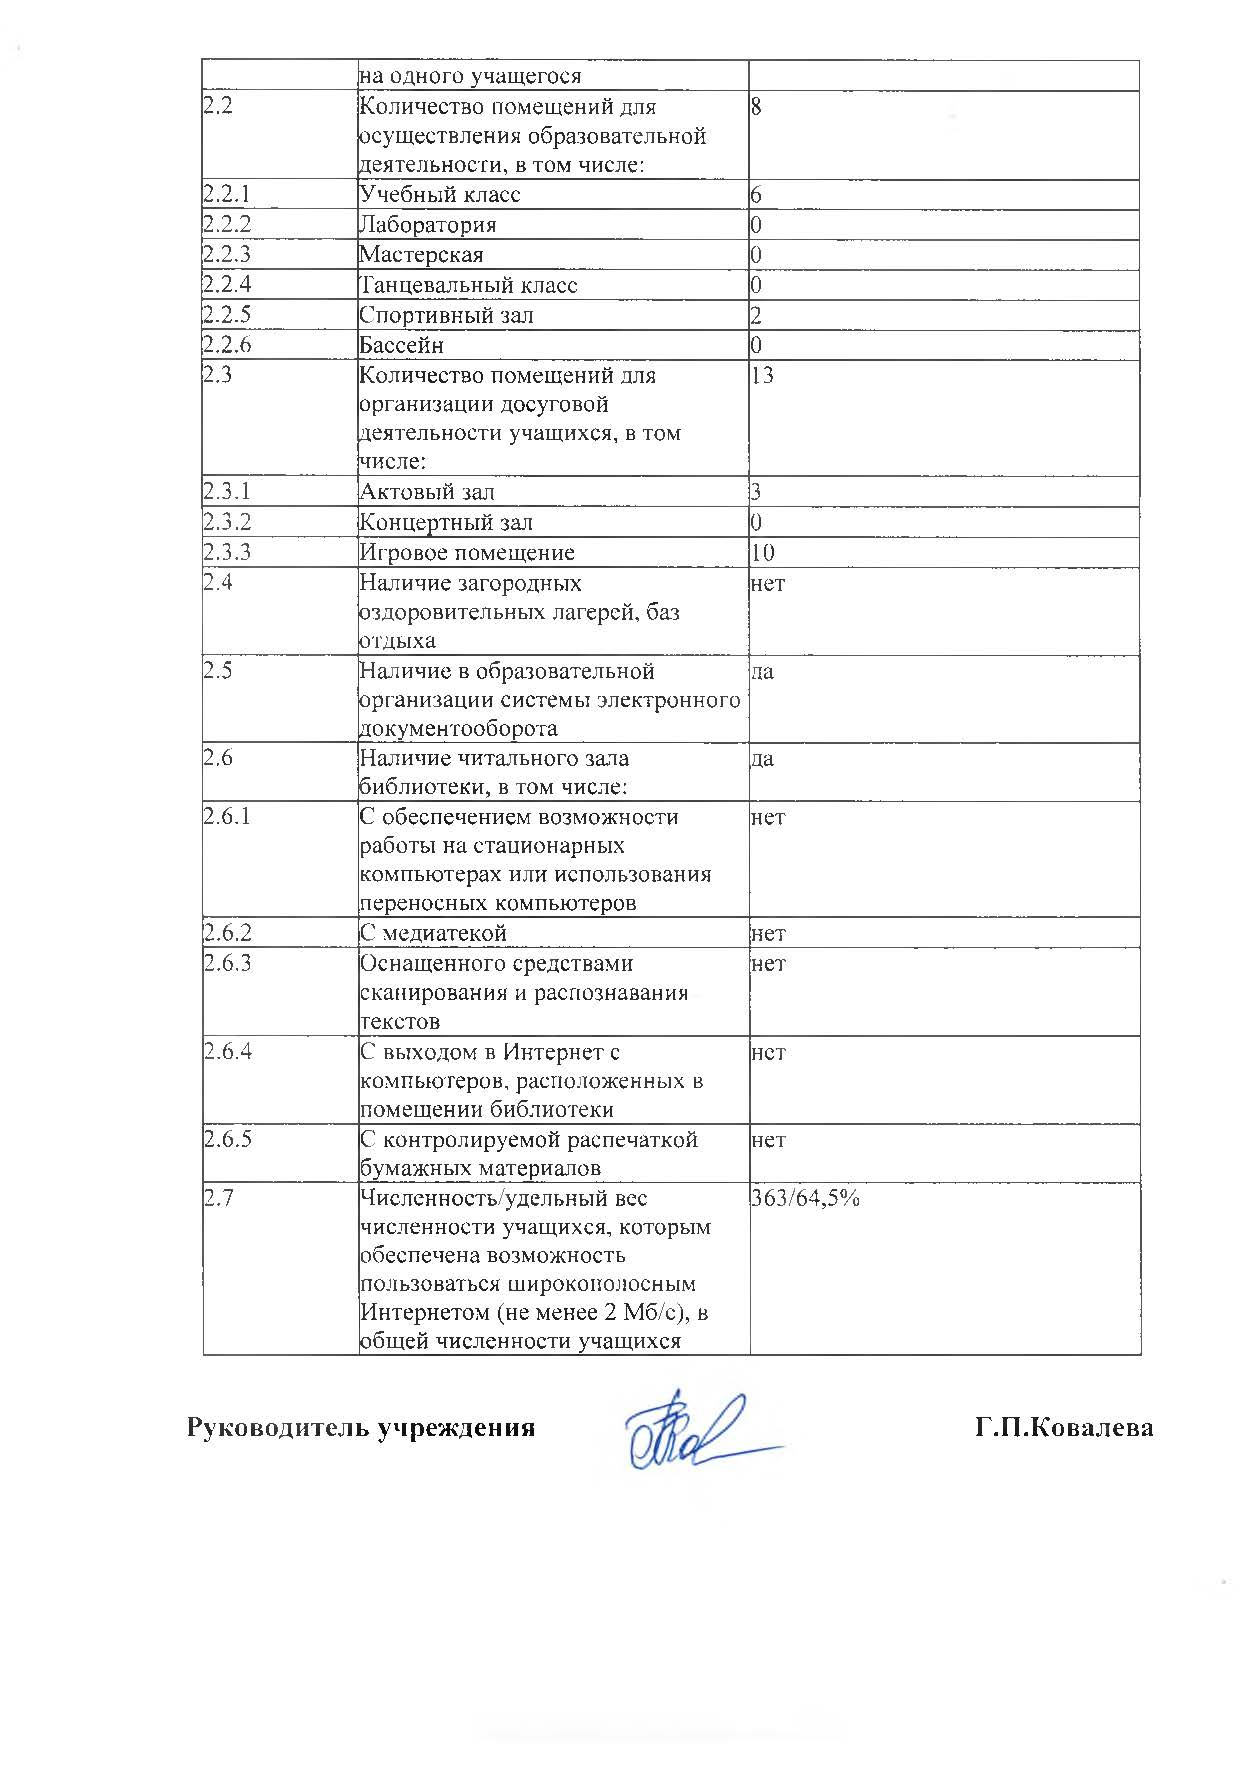 на одного учащегося
2.2 Количество помещений для 8
осуществления образовательной
деятельности, в том числе:
2.2.1 Учебный класс 6
2.2.2 Лаборатория 0
2.2.3 Мастерская 0
2.2.4 Танцевальный класс 0
2.2.5 Спортивный зал 2
2.2.6 Бассейн 0
2.3 Количество помещений для 13
организации досуговой
деятельности учащихся, в том
числе:
2.3.1 Актовый зал 3
2.3.2 Концертный зал 0
2.3.3 Игровое помещение 10
2.4 Наличие загородных нет
оздоровительных лагерей, баз
отдыха
2.5 Наличие в образовательной да
организации системы электронного
документооборота
2.6 Наличие читального зала да
библиотеки, в том числе:
2.6.1 С обеспечением возможности нет
работы на стационарных
компьютерах или использования
переносных компьютеров
2.6.2 С медиатекой нет
2.6.3 Оснащенного средствами нет
сканирования и распознавания
текстов
2.6.4 С выходом в Интернет с нет
компьютеров, расположенных в
помещении библиотеки
2.6.5 С контролируемой распечаткой нет
бумажных материалов
2.7 Численность/удельный вес 363/64,5%
численности учащихся, которым
обеспечена возможность
пользоваться широкополосным
Интернетом (не менее 2 Мб/с), в
общей численности учащихся
Руководитель учреждения Г.П.Ковалева